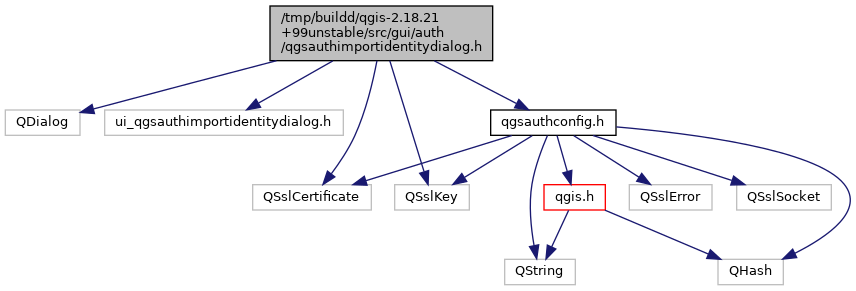 /tmp/buildd/qgis-2.18.21
+99unstable/src/gui/auth
/qgsauthimportidentitydialog.h
QDialog
ui_qgsauthimportidentitydialog.h
qgsauthconfig.h
QSslCertificate
QSslKey
qgis.h
QSslError
QSslSocket
QString
QHash